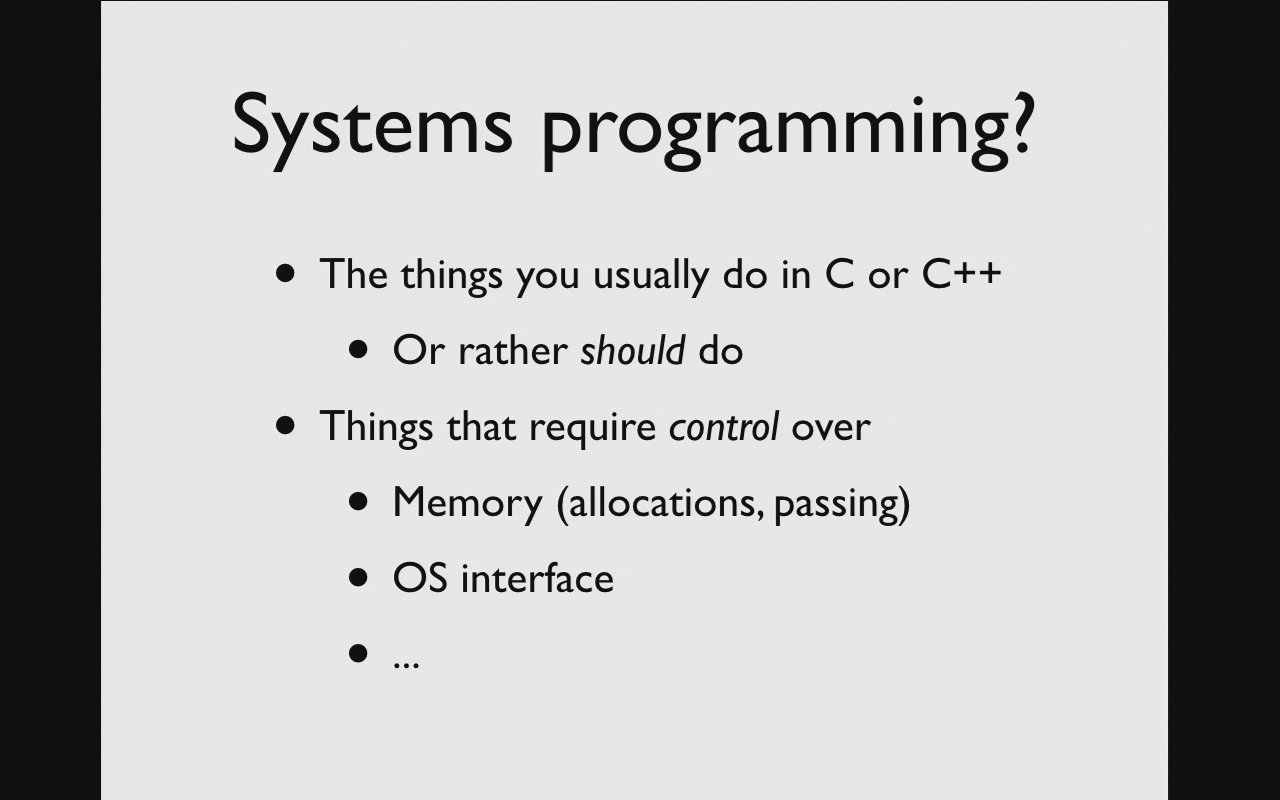 Systems programming?
• The things you usually do in C or C++
• Or rather should do
• Things that require control over
• Memory (allocations, passing)
• OS interface
• ...